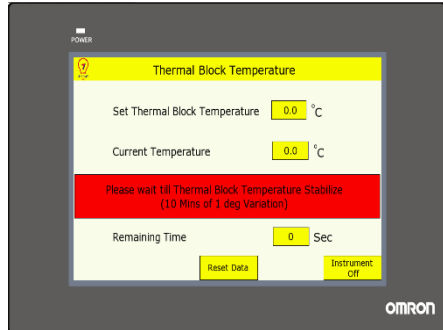 POWER
Thermal Block Temperature
Set Thermal Block Temperature 0.0 °C
Current Temperature 0.0 °C
Please wait till Thermal Block Temperature Stabilize
(10 Mins of 1 deg Variation)
Remaining Time 0 Sec
Reset Data
Instrument
Off
OMRON